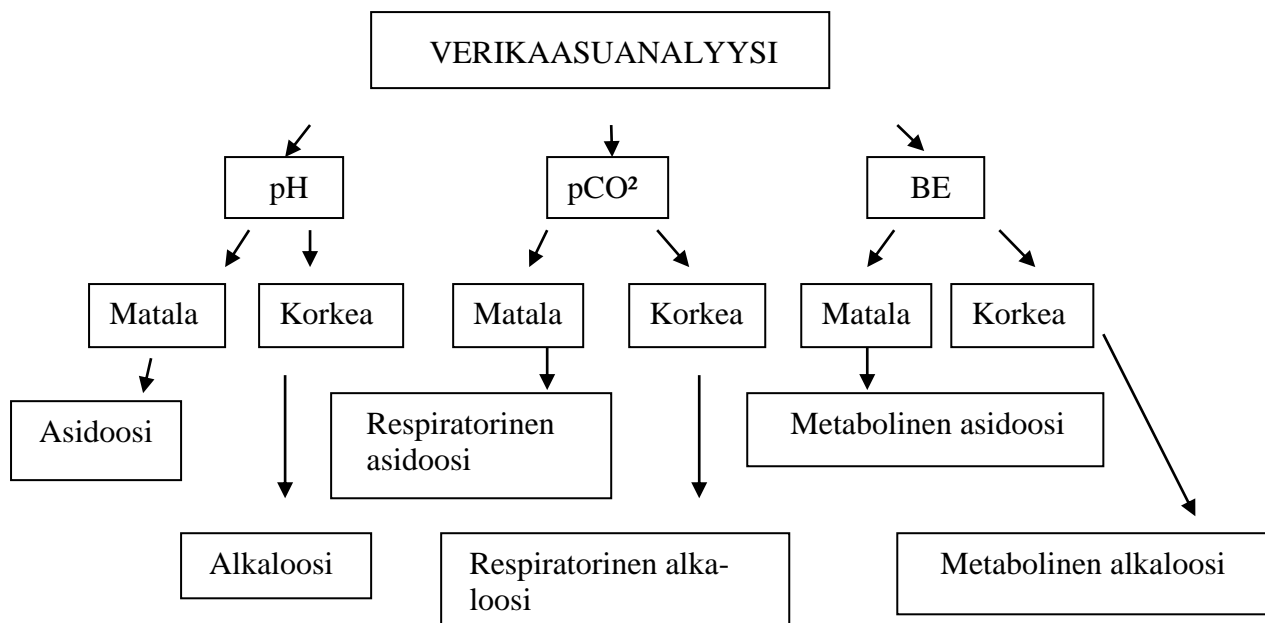 VERIKAASUANALYYSI
pH
pCO²
BE
Matala
Korkea
Matala
Korkea
Matala
Korkea
Asidoosi
Respiratorinen
asidoosi
Metabolinen asidoosi
Alkaloosi
Respiratorinen alka-
loosi
Metabolinen alkaloosi